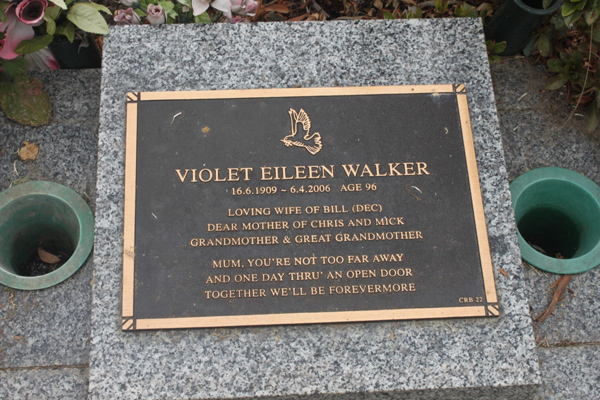 VIOLET EILEEN WALKER
16.6.1909 ~ 6.4.2006 AGE 96
LOVING WIFE OF BILL (DEC)
DEAR MOTHER OF CHRIS AND MICK
GRANDMOTHER & GREAT GRANDMOTHER
MUM, YOU'RE NOT TOO FAR AWAY
AND ONE DAY THRU' AN OPEN DOOR
TOGETHER WE'LL BE FOREVERMORE
CRB 22